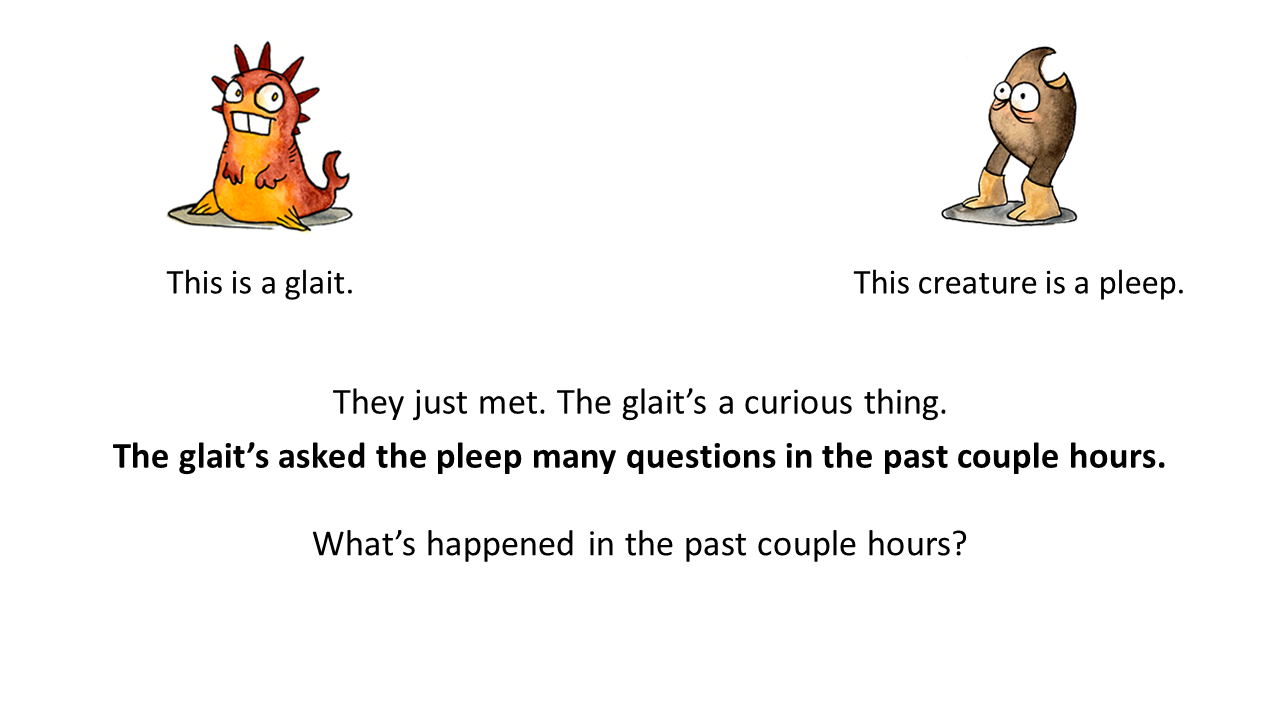 This is a glait.
This creature is a pleep.
They just met. The glait’s a curious thing.
The glait’s asked the pleep many questions in the past couple hours.
What’s happened in the past couple hours?